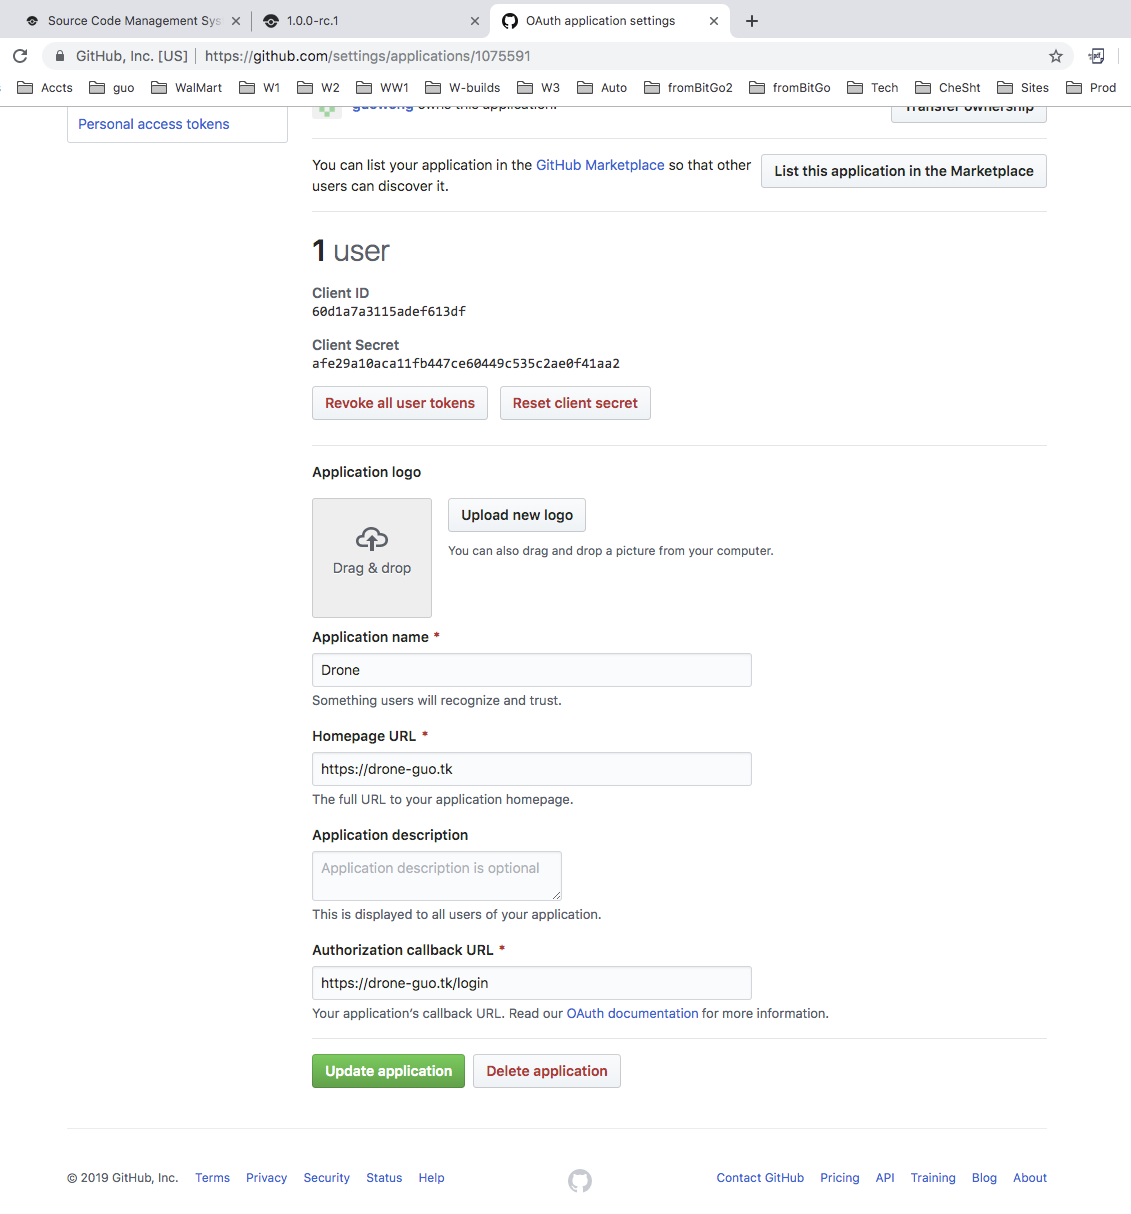 Source Code Management Sys
1.0.0-rc.1
OAuth application settings
GitHub, Inc. [US]
https://github.com/settings/applications/1075591
Accts
guo
WalMart
W1
W2
WW1
W-builds
W3
Auto
fromBitGo2
fromBitGo
Tech
CheSht
Sites
Prod
guoweng owns this application.
Transfer ownership
Personal access tokens
You can list your application in the GitHub Marketplace so that other
users can discover it.
List this application in the Marketplace
1 user
Client ID
60d1a7a3115adef613df
Client Secret
afe29a10aca11fb447ce60449c535c2ae0f41aa2
Revoke all user tokens
Reset client secret
Application logo
Drag & drop
Upload new logo
You can also drag and drop a picture from your computer.
Application name *
Drone
Something users will recognize and trust.
Homepage URL *
https://drone-guo.tk
The full URL to your application homepage.
Application description
Application description is optional
This is displayed to all users of your application.
Authorization callback URL *
https://drone-guo.tk/login
Your application's callback URL. Read our OAuth documentation for more information.
Update application
Delete application
© 2019 GitHub, Inc.
Terms
Privacy
Security
Status
Help
Contact GitHub
Pricing
API
Training
Blog
About